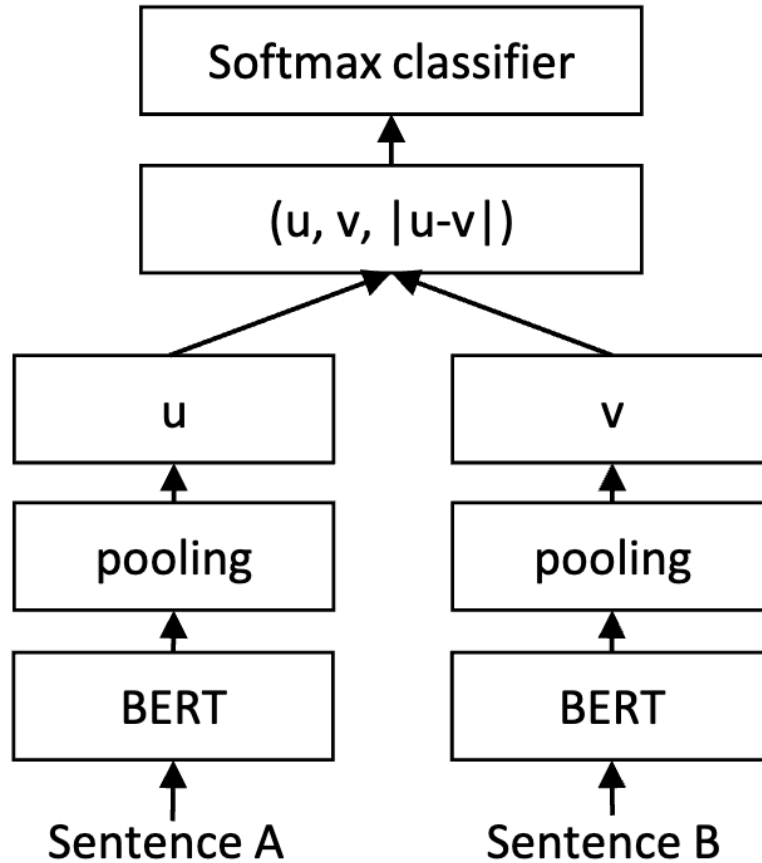 Softmax classifier
(u, v, |u-v|)
u
v
pooling
pooling
BERT
BERT
Sentence A
Sentence B